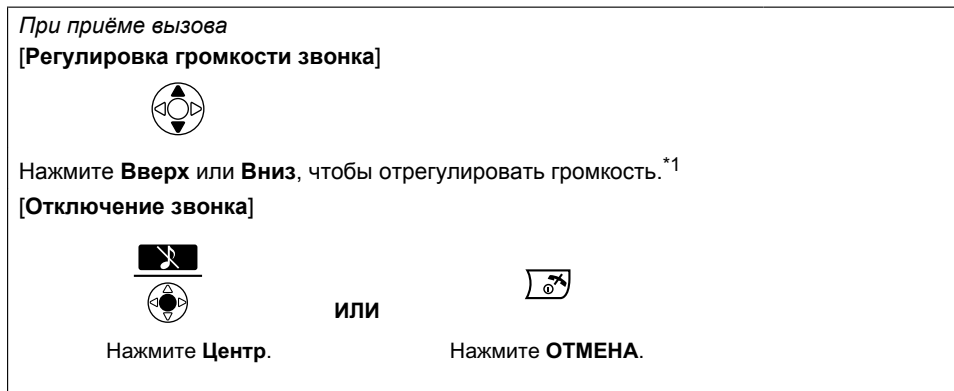 При приёме вызова
[Регулировка громкости звонка]
Нажмите Вверх или Вниз, чтобы отрегулировать громкость.*1
[Отключение звонка]
ИЛИ
Нажмите Центр. Нажмите ОТМЕНА.